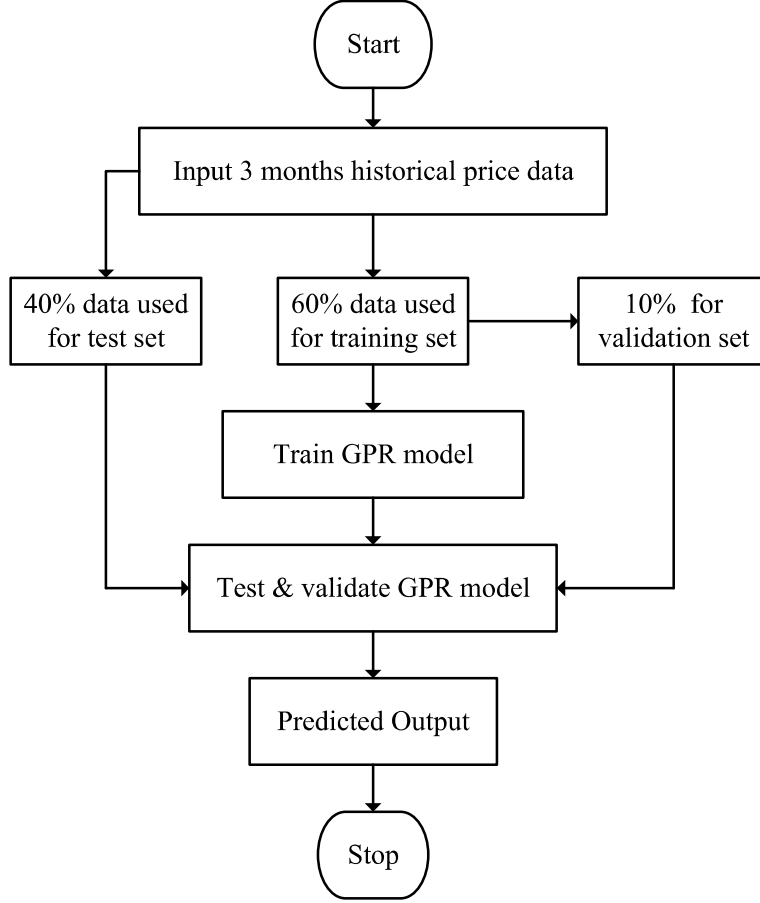 Start
Input 3 months historical price data
40% data used
for test set
60% data used
for training set
10% for
validation set
Train GPR model
Test & validate GPR model
Predicted Output
Stop